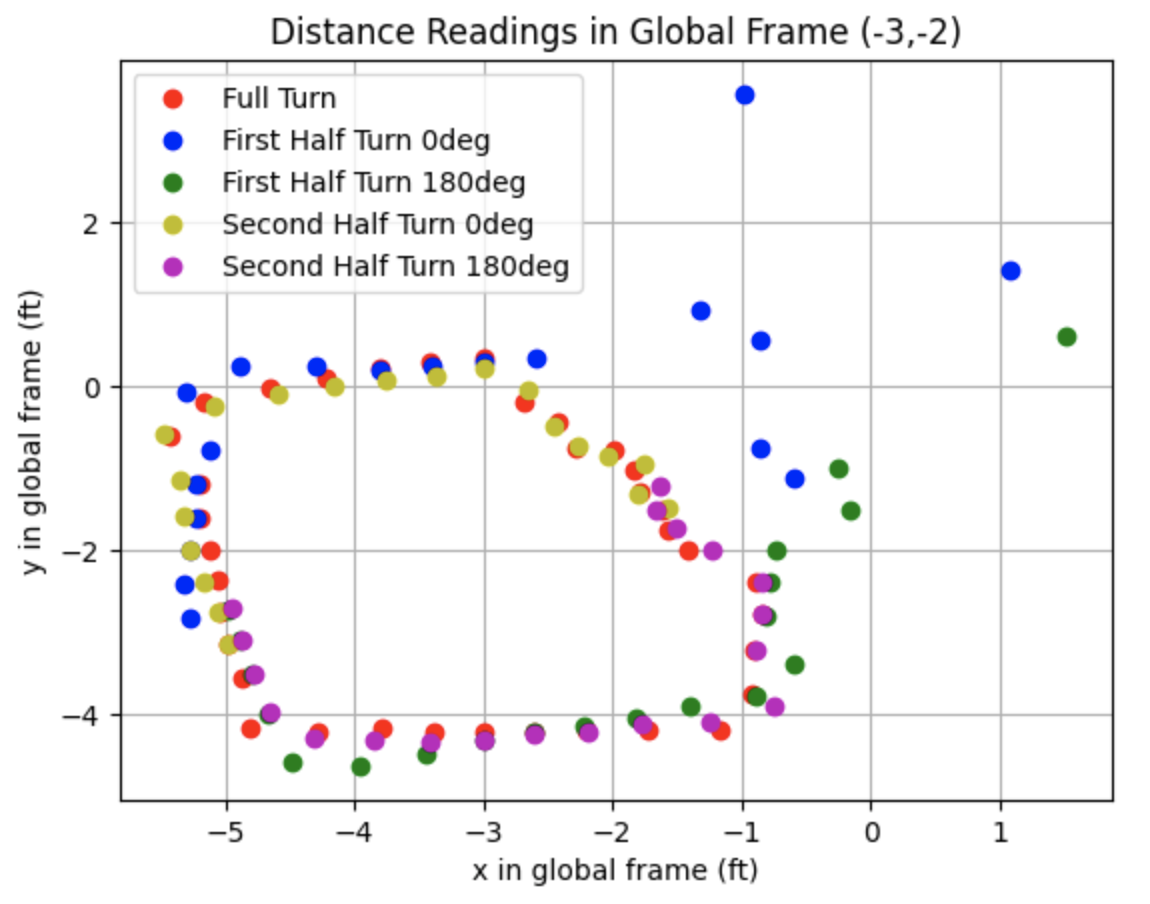 Distance Readings in Global Frame (-3,-2)
Full Turn
First Half Turn 0deg
First Half Turn 180deg
Second Half Turn 0deg
Second Half Turn 180deg
y in global frame (ft)
2
0
−2
−4
−5 −4 −3 −2 −1 0 1
x in global frame (ft)